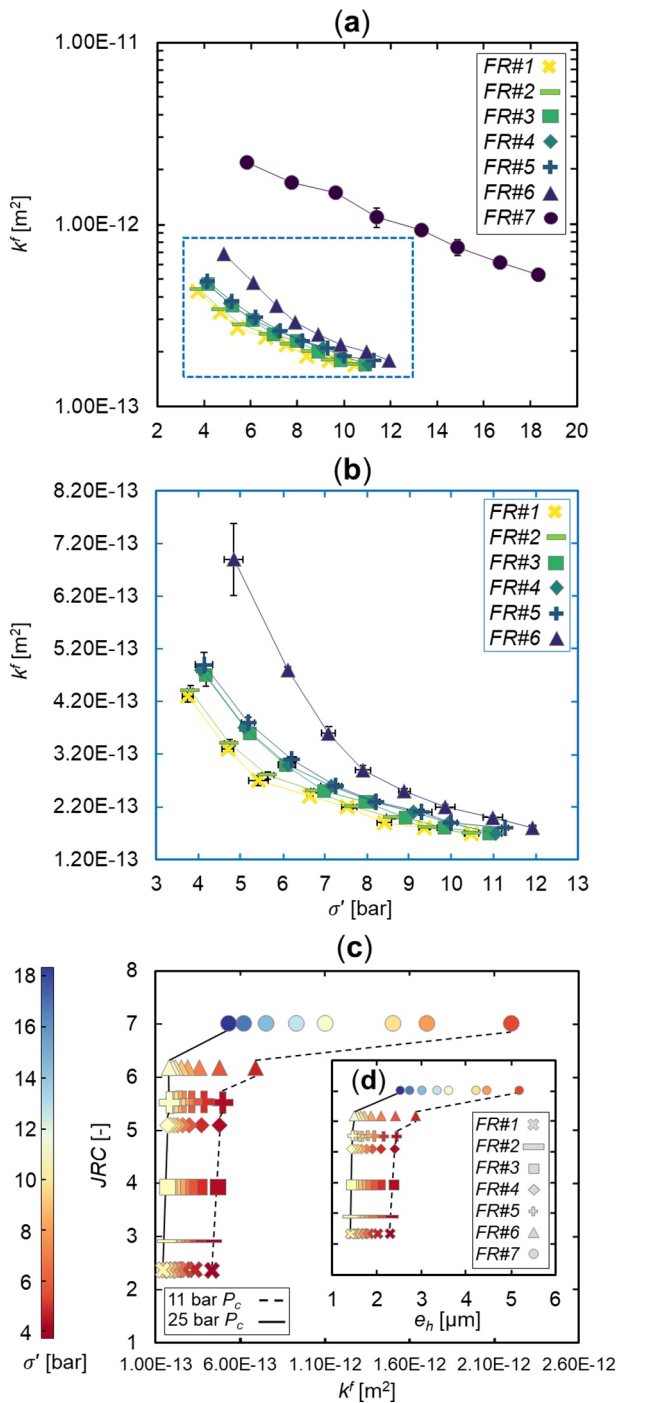 (a)
1.00E-11
1.00E-12
1.00E-13
kᶠ [m²]
FR#1
FR#2
FR#3
FR#4
FR#5
FR#6
FR#7
2 4 6 8 10 12 14 16 18 20
(b)
8.20E-13
7.20E-13
6.20E-13
5.20E-13
4.20E-13
3.20E-13
2.20E-13
1.20E-13
kᶠ [m²]
FR#1
FR#2
FR#3
FR#4
FR#5
FR#6
3 4 5 6 7 8 9 10 11 12 13
σ′ [bar]
(c)
18
16
14
12
10
8
6
4
σ′ [bar]
8
7
6
5
4
3
2
1
JRC [-]
(d)
FR#1
FR#2
FR#3
FR#4
FR#5
FR#6
FR#7
1 2 3 4 5 6
eₕ [μm]
11 bar P_c
25 bar P_c
1.00E-13 6.00E-13 1.10E-12 1.60E-12 2.10E-12 2.60E-12
kᶠ [m²]